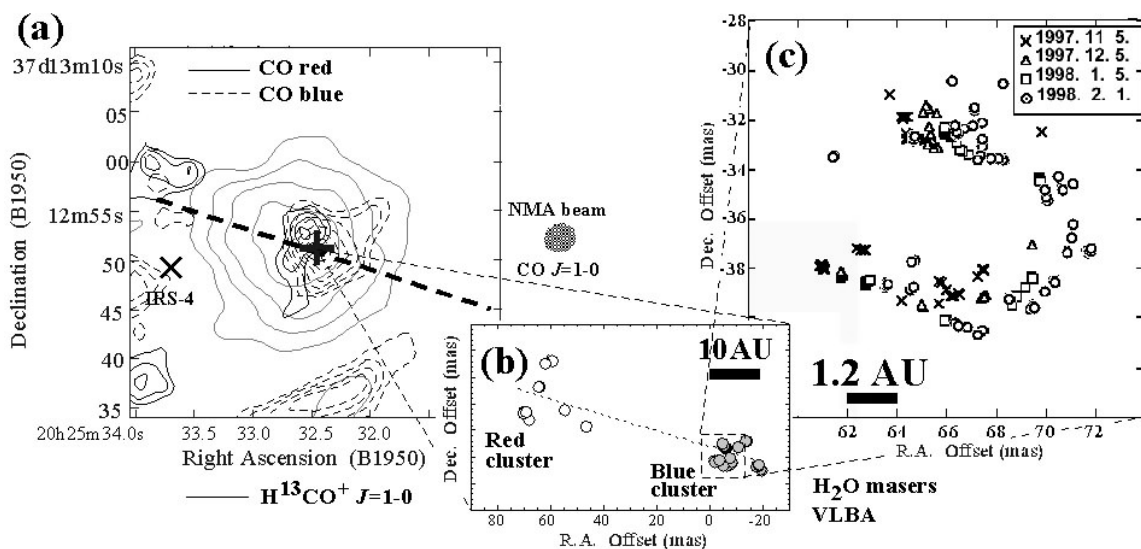 (a)
37d13m10s
05
00
12m55s
50
45
40
35
Declination (B1950)
CO red
CO blue
IRS-4
20h25m34.0s
33.5
33.0
32.5
32.0
Right Ascension (B1950)
H13CO+ J=1-0
NMA beam
CO J=1-0
(b)
10 AU
Red
cluster
Blue
cluster
Dec. Offset (mas)
80
60
40
20
0
-20
R.A. Offset (mas)
H2O masers
VLBA
(c)
-28
-30
-32
-34
-36
-38
Dec. Offset (mas)
1997. 11 5.
1997. 12. 5.
1998. 1. 5.
1998. 2. 1.
1.2 AU
62
64
66
68
70
72
R.A. Offset (mas)